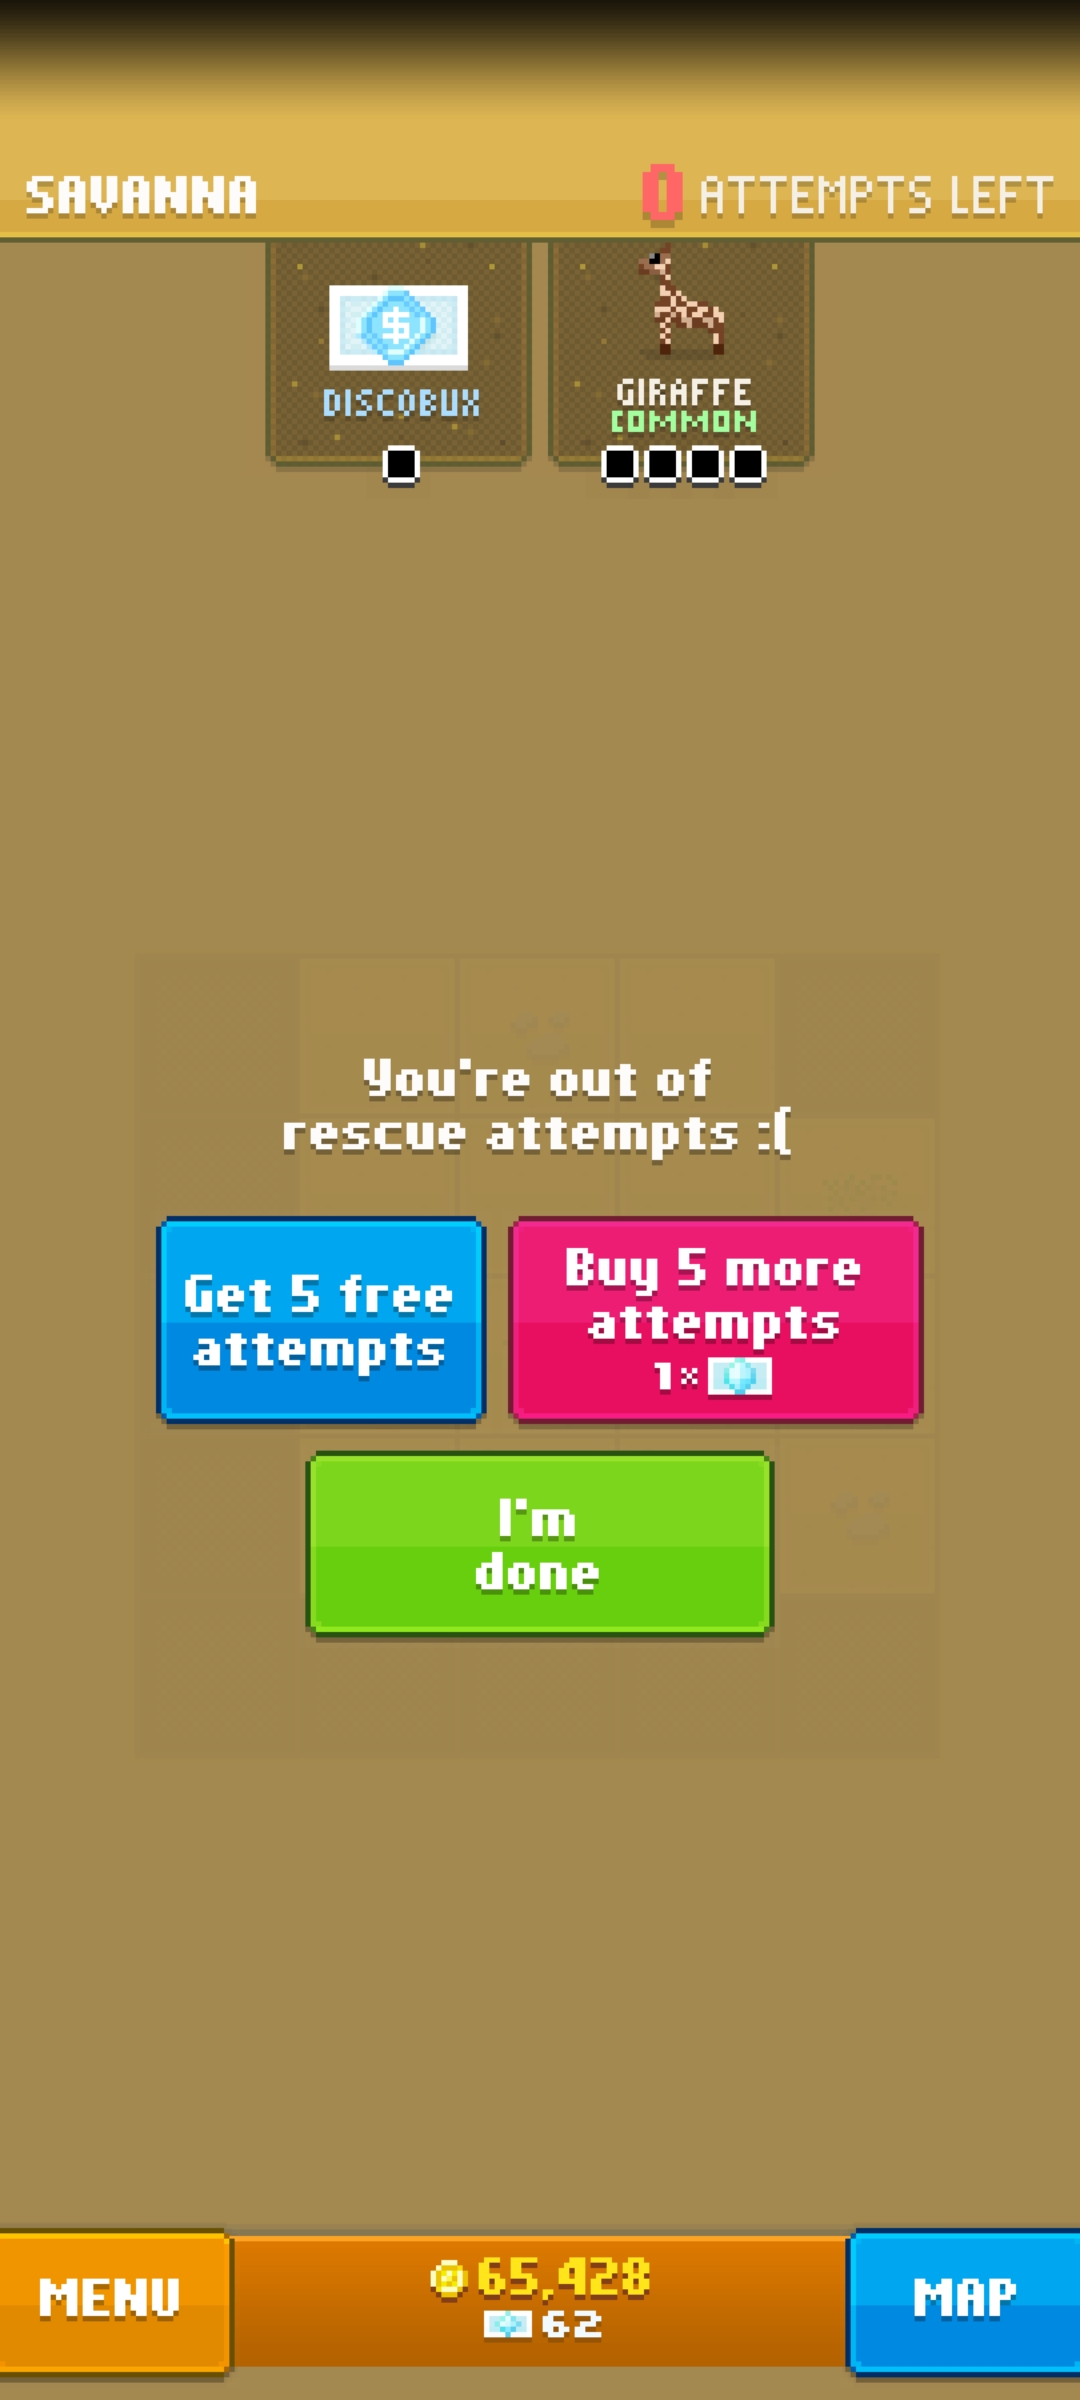 SAVANNA
0 ATTEMPTS LEFT
$
DISCOBUX
GIRAFFE
COMMON
You're out of
rescue attempts :(
Get 5 free
attempts
Buy 5 more
attempts
1×
I'm
done
MENU
65,428
62
MAP